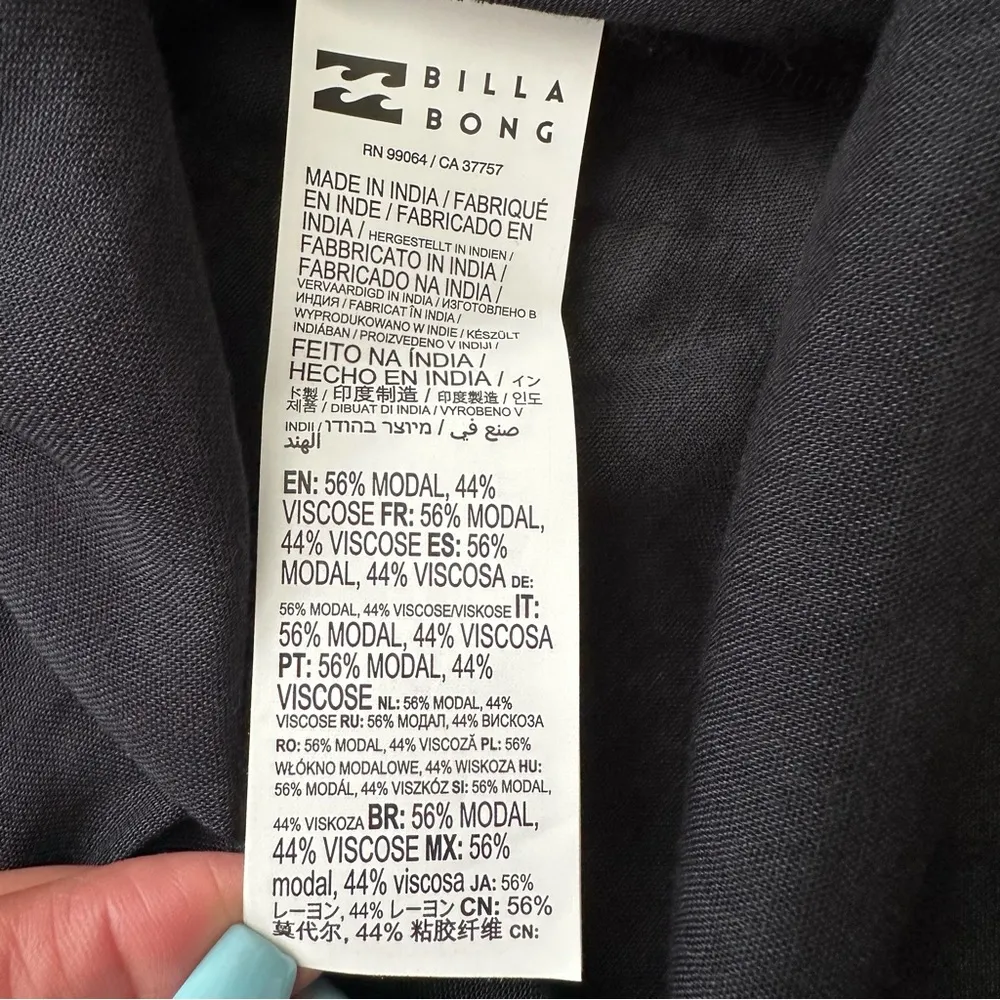 BILLA
BONG
RN 99064 / CA 37757
MADE IN INDIA / FABRIQUÉ
EN INDE / FABRICADO EN
INDIA / HERGESTELLT IN INDIEN /
FABBRICATO IN INDIA /
FABRICADO NA INDIA /
VERVAARDIGD IN INDIA / ИЗГОТОВЛЕНО В
ИНДИЯ / FABRICAT ÎN INDIA /
WYPRODUKOWANO W INDIE / KÉSZÜLT
INDIÁBAN / PROIZVEDENO V INDIJI /
FEITO NA ÍNDIA /
HECHO EN INDIA / イン
ド製 / 印度制造 / 印度製造 / 인도
제품 / DIBUAT DI INDIA / VYROBENO V
INDII / מיוצר בהודו / صنع في
الهند
EN: 56% MODAL, 44%
VISCOSE FR: 56% MODAL,
44% VISCOSE ES: 56%
MODAL, 44% VISCOSA DE:
56% MODAL, 44% VISCOSE/VISKOSE IT:
56% MODAL, 44% VISCOSA
PT: 56% MODAL, 44%
VISCOSE NL: 56% MODAL, 44%
VISCOSE RU: 56% МОДАЛ, 44% ВИСКОЗА
RO: 56% MODAL, 44% VISCOZĂ PL: 56%
WŁÓKNO MODALOWE, 44% WISKOZA HU:
56% MODÁL, 44% VISZKÓZ SI: 56% MODAL,
44% VISKOZA BR: 56% MODAL,
44% VISCOSE MX: 56%
modal, 44% viscosa JA: 56%
レーヨン, 44% レーヨン CN: 56%
莫代尔, 44% 粘胶纤维 CN: